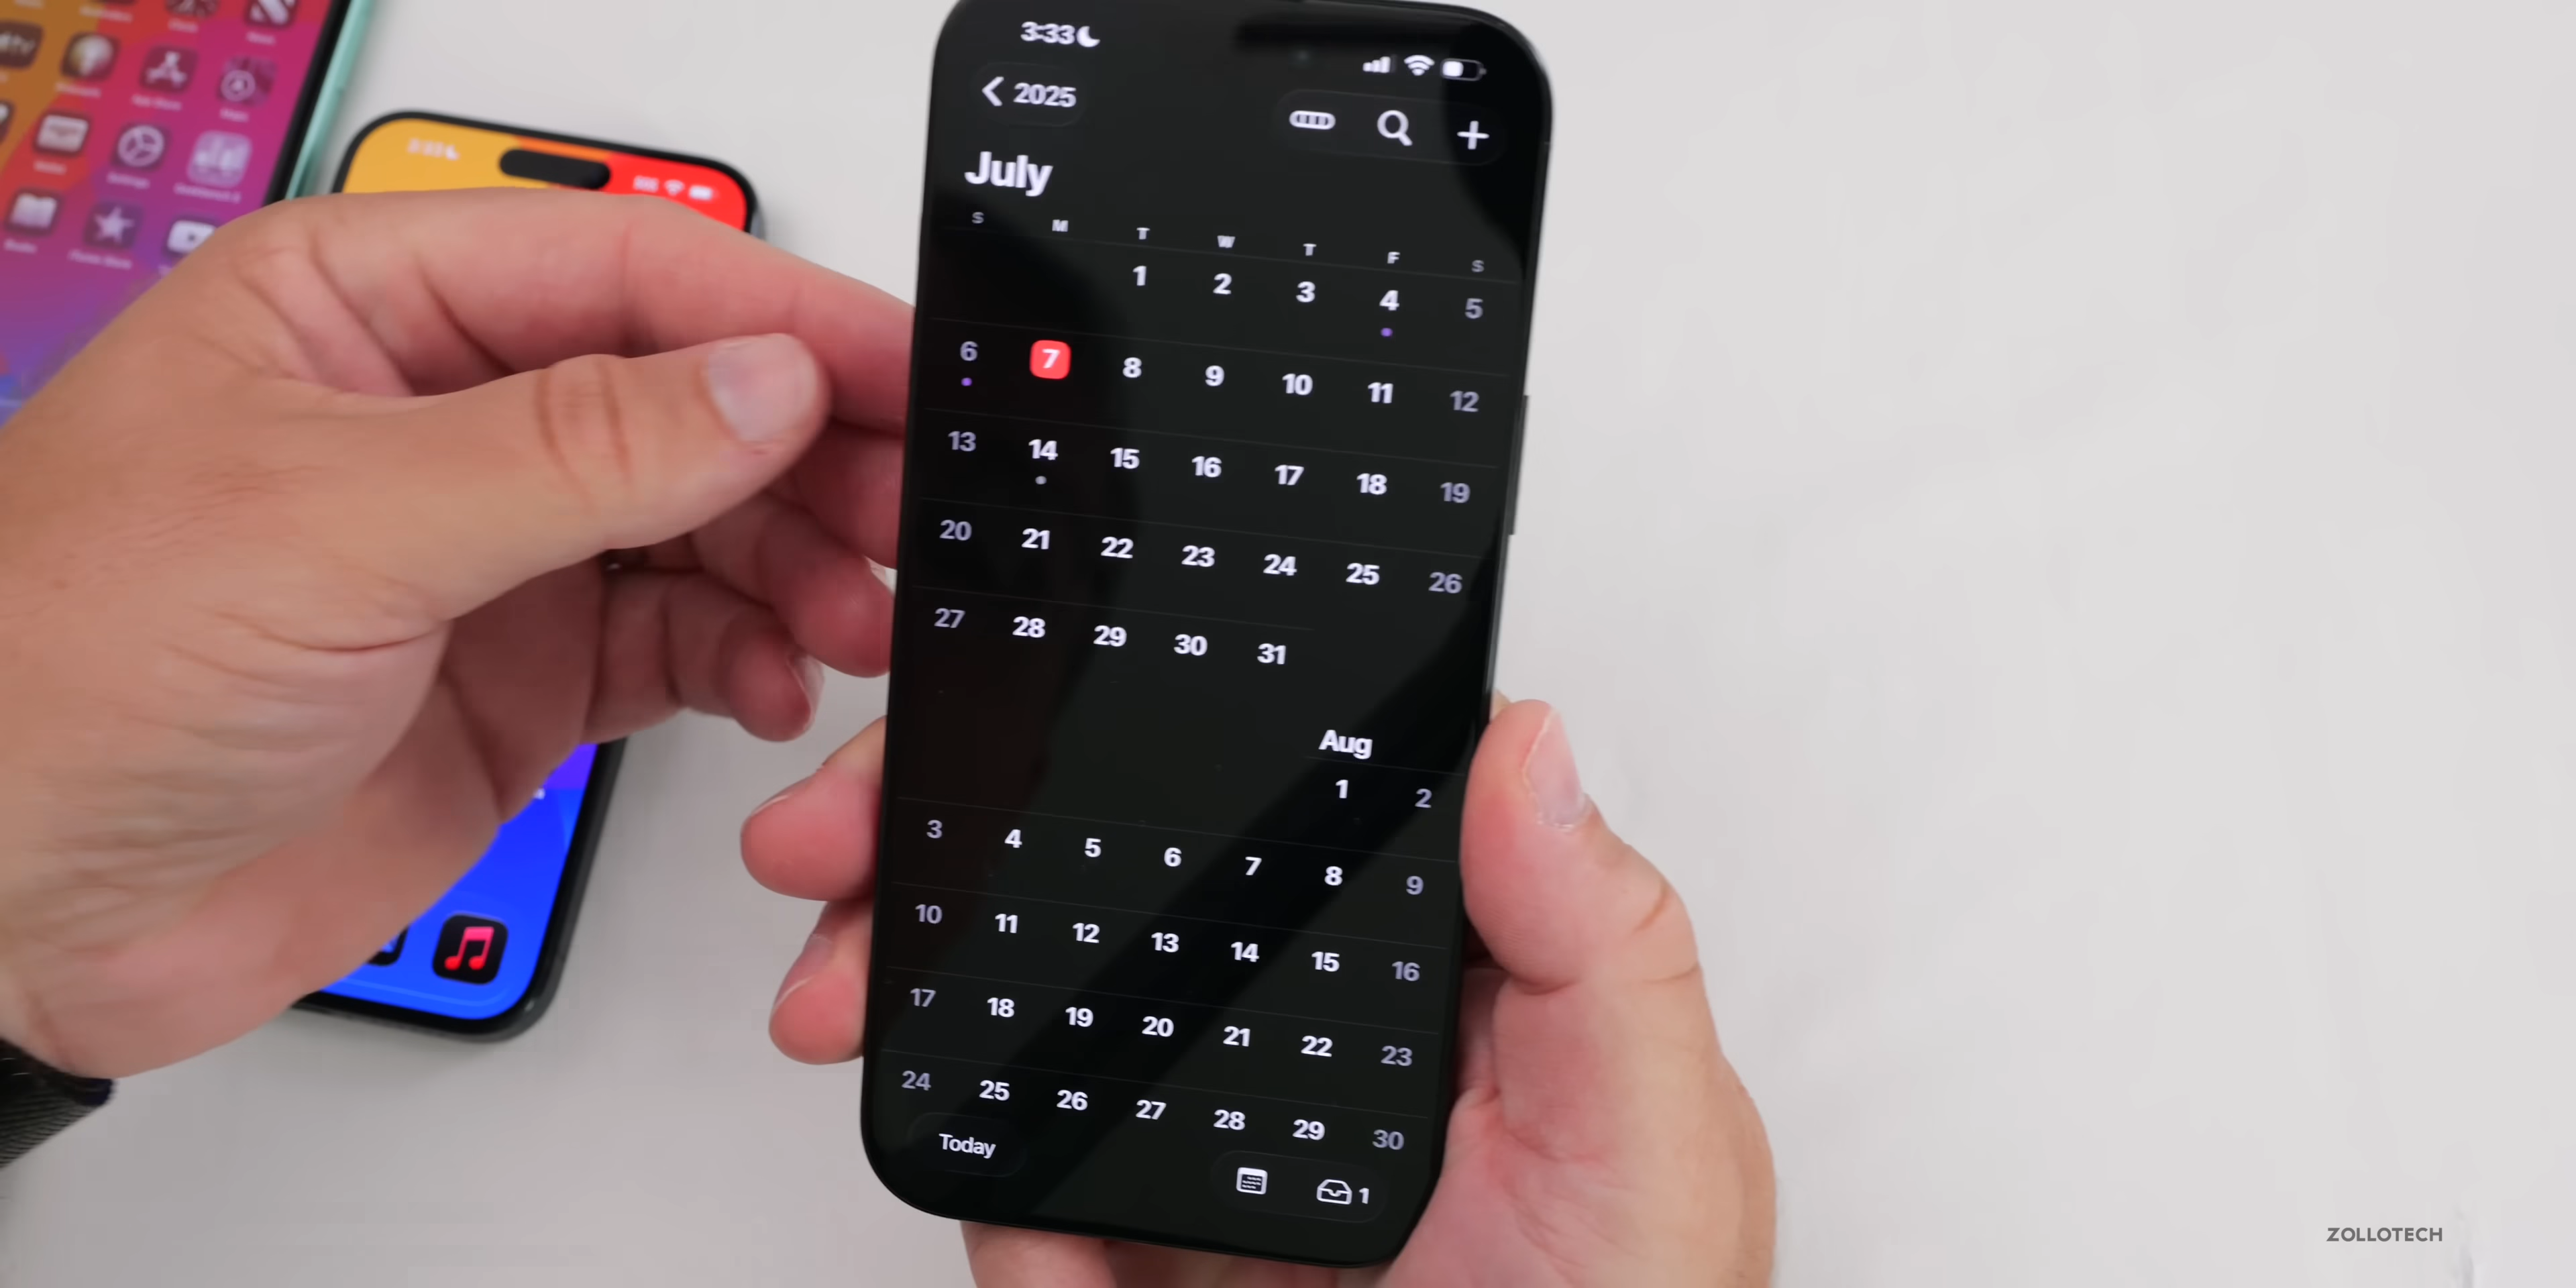 3:33
2025
July
S M T W T F S
1 2 3 4 5
6 7 8 9 10 11 12
13 14 15 16 17 18 19
20 21 22 23 24 25 26
27 28 29 30 31
Aug
1 2
3 4 5 6 7 8 9
10 11 12 13 14 15 16
17 18 19 20 21 22 23
24 25 26 27 28 29 30
Today
1
ZOLLOTECH